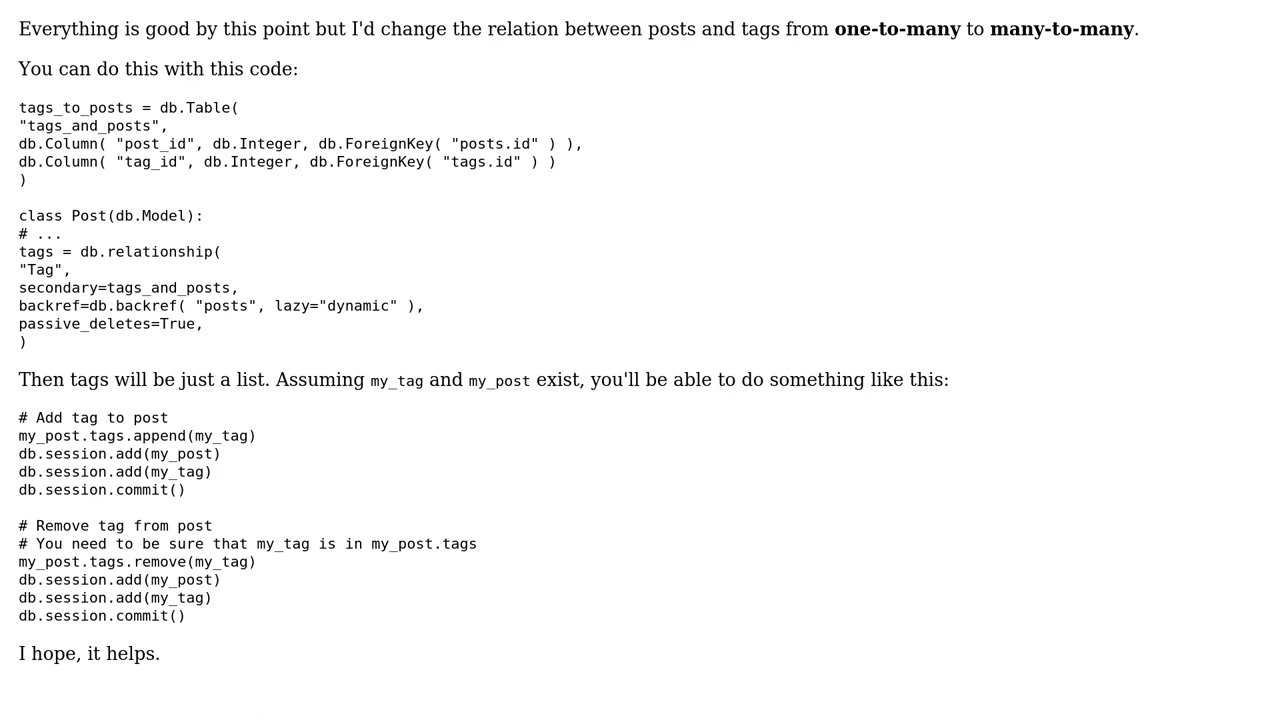 Everything is good by this point but I'd change the relation between posts and tags from one-to-many to many-to-many.
You can do this with this code:
tags_to_posts = db.Table(
"tags_and_posts",
db.Column( "post_id", db.Integer, db.ForeignKey( "posts.id" ) ),
db.Column( "tag_id", db.Integer, db.ForeignKey( "tags.id" ) )
)
class Post(db.Model):
# ...
tags = db.relationship(
"Tag",
secondary=tags_and_posts,
backref=db.backref( "posts", lazy="dynamic" ),
passive_deletes=True,
)
Then tags will be just a list. Assuming my_tag and my_post exist, you'll be able to do something like this:
# Add tag to post
my_post.tags.append(my_tag)
db.session.add(my_post)
db.session.add(my_tag)
db.session.commit()
# Remove tag from post
# You need to be sure that my_tag is in my_post.tags
my_post.tags.remove(my_tag)
db.session.add(my_post)
db.session.add(my_tag)
db.session.commit()
I hope, it helps.